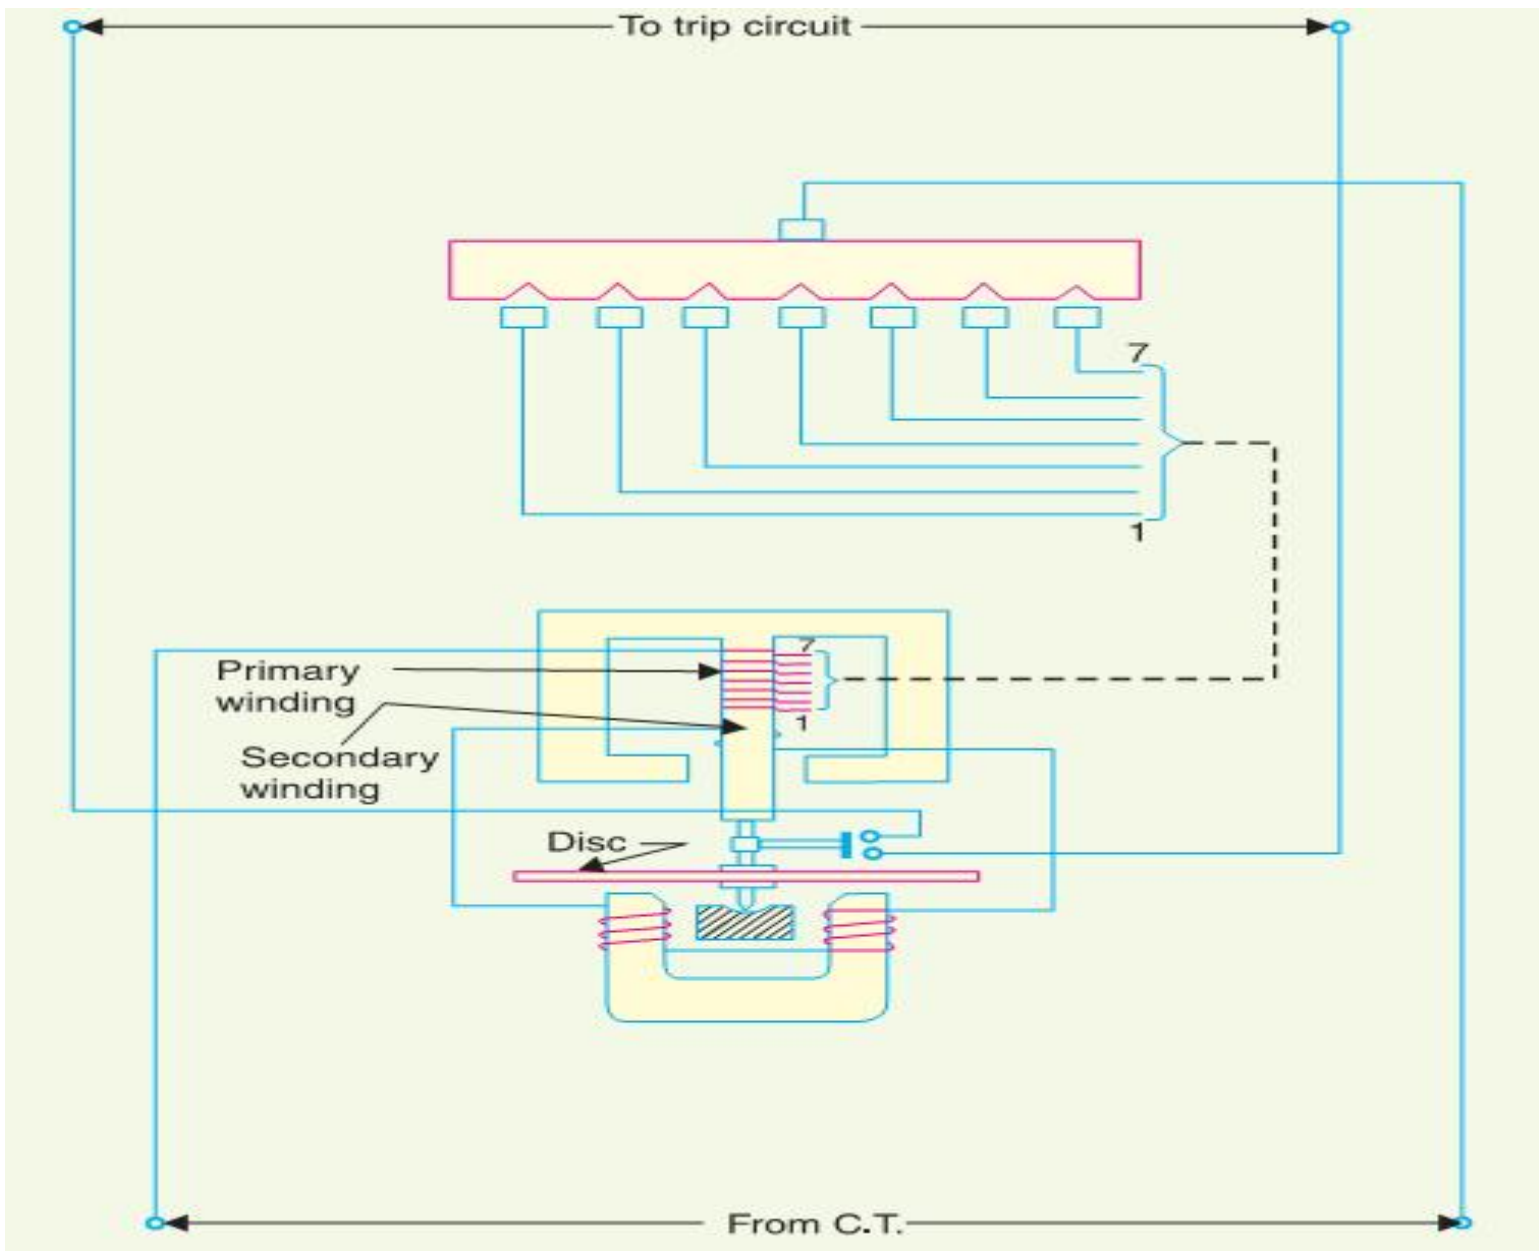 To trip circuit
7
1
7
Primary
winding
1
Secondary
winding
Disc
From C.T.